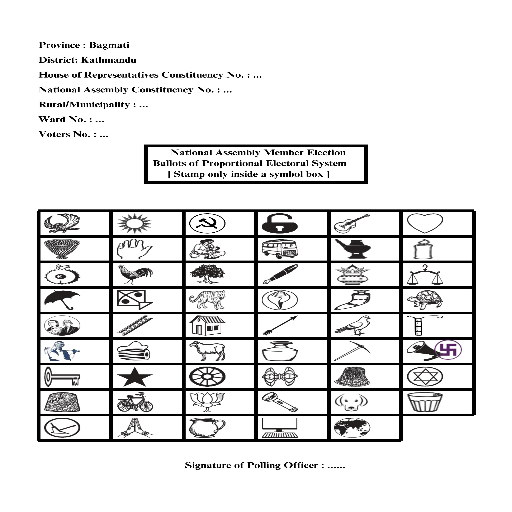 Province : Bagmati
District: Kathmandu
House of Representatives Constituency No. : ...
National Assembly Constituency No. : ...
Rural/Municipality : ...
Ward No. : ...
Voters No. : ...
National Assembly Member Election
Ballots of Proportional Electoral System
[ Stamp only inside a symbol box ]
Signature of Polling Officer : ......